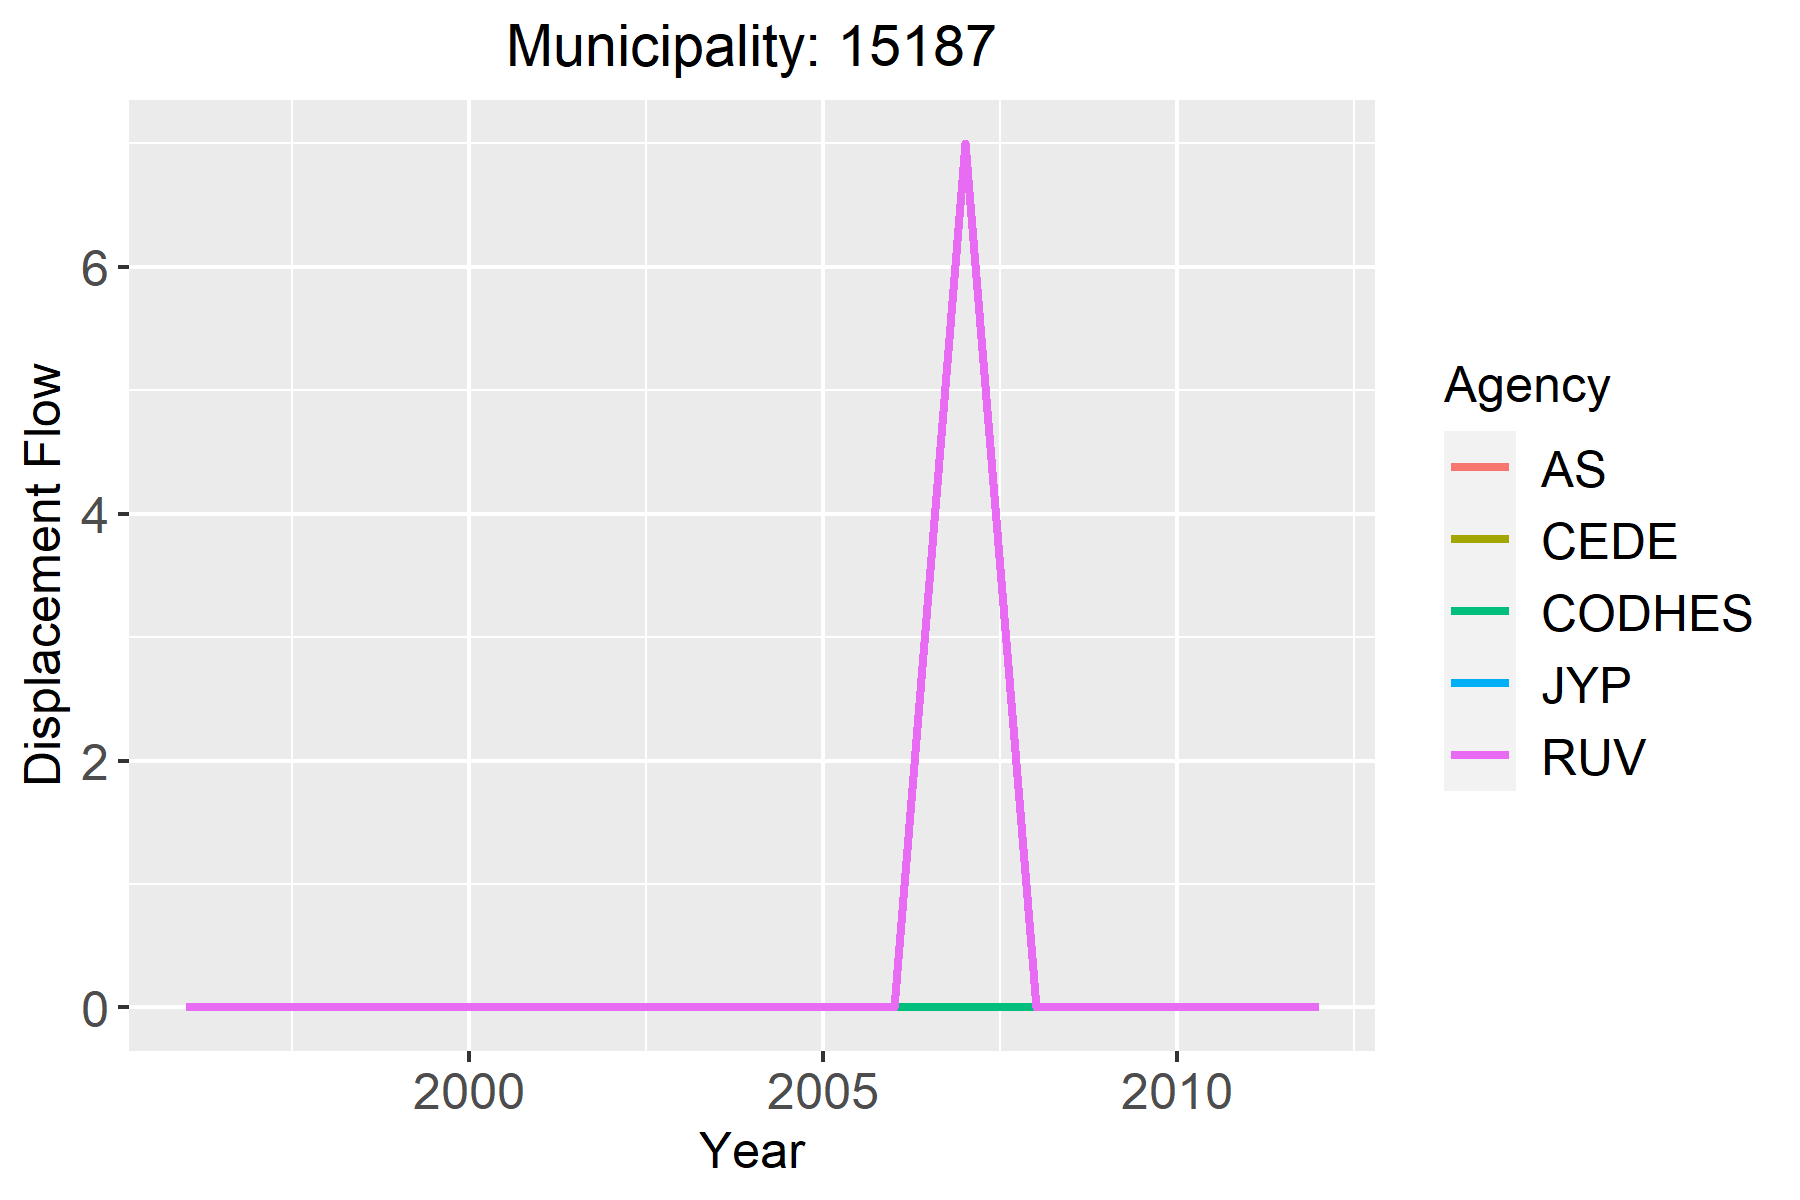 Municipality: 15187
Displacement Flow
6
4
2
0
2000
2005
2010
Year
Agency
AS
CEDE
CODHES
JYP
RUV